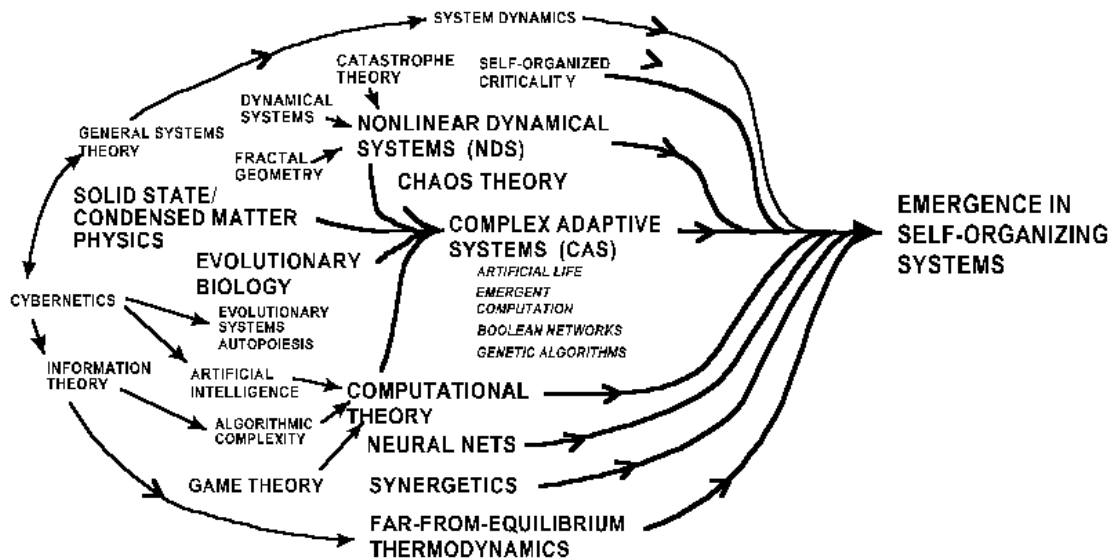 SYSTEM DYNAMICS
CATASTROPHE
THEORY
SELF-ORGANIZED
CRITICALITY
DYNAMICAL
SYSTEMS
NONLINEAR DYNAMICAL
SYSTEMS (NDS)
GENERAL SYSTEMS
THEORY
FRACTAL
GEOMETRY
CHAOS THEORY
SOLID STATE/
CONDENSED MATTER
PHYSICS
COMPLEX ADAPTIVE
SYSTEMS (CAS)
ARTIFICIAL LIFE
EMERGENT
COMPUTATION
BOOLEAN NETWORKS
GENETIC ALGORITHMS
EMERGENCE IN
SELF-ORGANIZING
SYSTEMS
EVOLUTIONARY
BIOLOGY
CYBERNETICS
EVOLUTIONARY
SYSTEMS
AUTOPOIESIS
INFORMATION
THEORY
ARTIFICIAL
INTELLIGENCE
COMPUTATIONAL
THEORY
ALGORITHMIC
COMPLEXITY
NEURAL NETS
GAME THEORY
SYNERGETICS
FAR-FROM-EQUILIBRIUM
THERMODYNAMICS